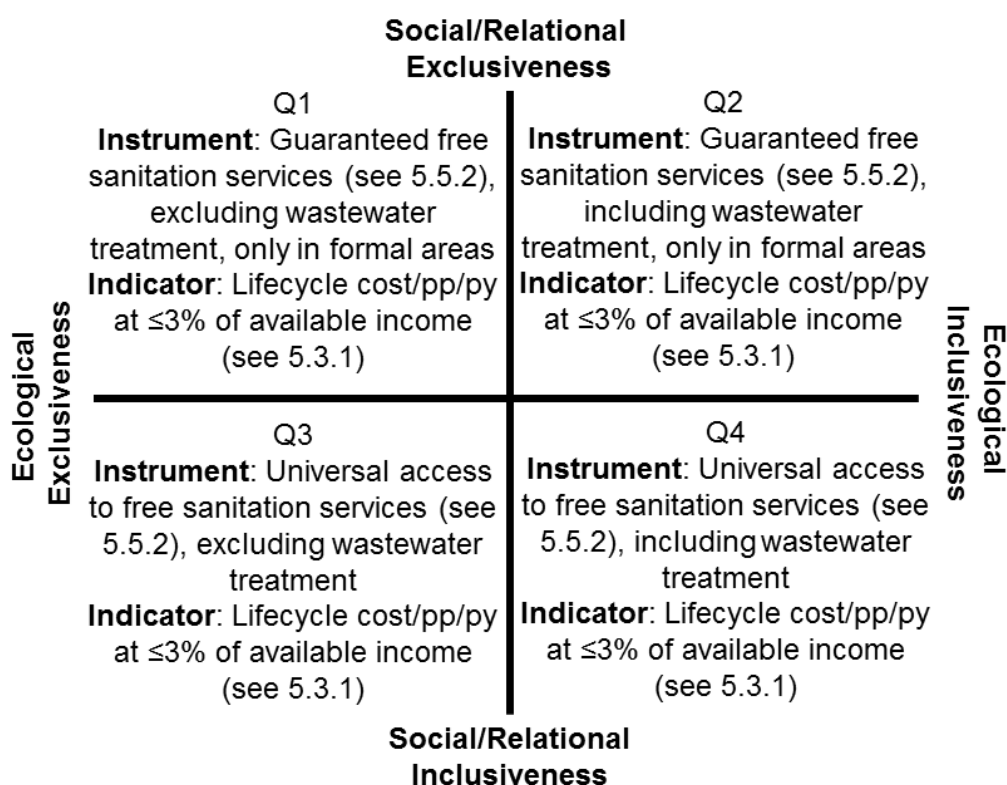 Social/Relational
Exclusiveness
Q1
Instrument: Guaranteed free
sanitation services (see 5.5.2),
excluding wastewater
treatment, only in formal areas
Indicator: Lifecycle cost/pp/py
at ≤3% of available income
(see 5.3.1)
Q2
Instrument: Guaranteed free
sanitation services (see 5.5.2),
including wastewater
treatment, only in formal areas
Indicator: Lifecycle cost/pp/py
at ≤3% of available income
(see 5.3.1)
Ecological
Exclusiveness
Ecological
Inclusiveness
Q3
Instrument: Universal access
to free sanitation services (see
5.5.2), excluding wastewater
treatment
Indicator: Lifecycle cost/pp/py
at ≤3% of available income
(see 5.3.1)
Q4
Instrument: Universal access
to free sanitation services (see
5.5.2), including wastewater
treatment
Indicator: Lifecycle cost/pp/py
at ≤3% of available income
(see 5.3.1)
Social/Relational
Inclusiveness